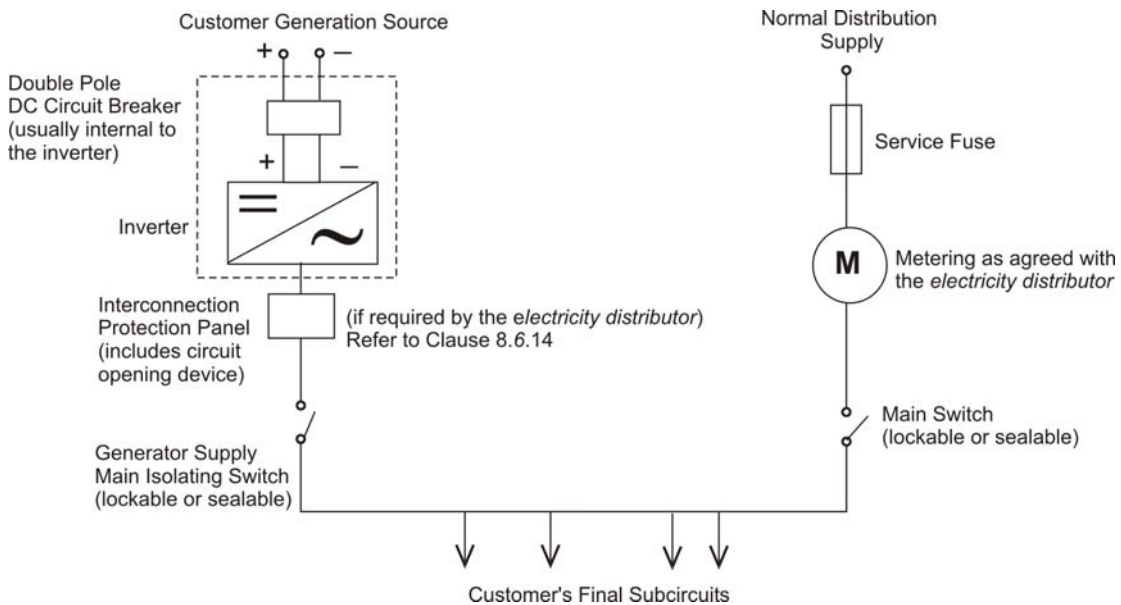 Customer Generation Source
+ –
Double Pole
DC Circuit Breaker
(usually internal to
the inverter)
+ –
Inverter
Interconnection
Protection Panel
(includes circuit
opening device)
(if required by the electricity distributor)
Refer to Clause 8.6.14
Generator Supply
Main Isolating Switch
(lockable or sealable)
Normal Distribution
Supply
Service Fuse
M
Metering as agreed with
the electricity distributor
Main Switch
(lockable or sealable)
Customer's Final Subcircuits